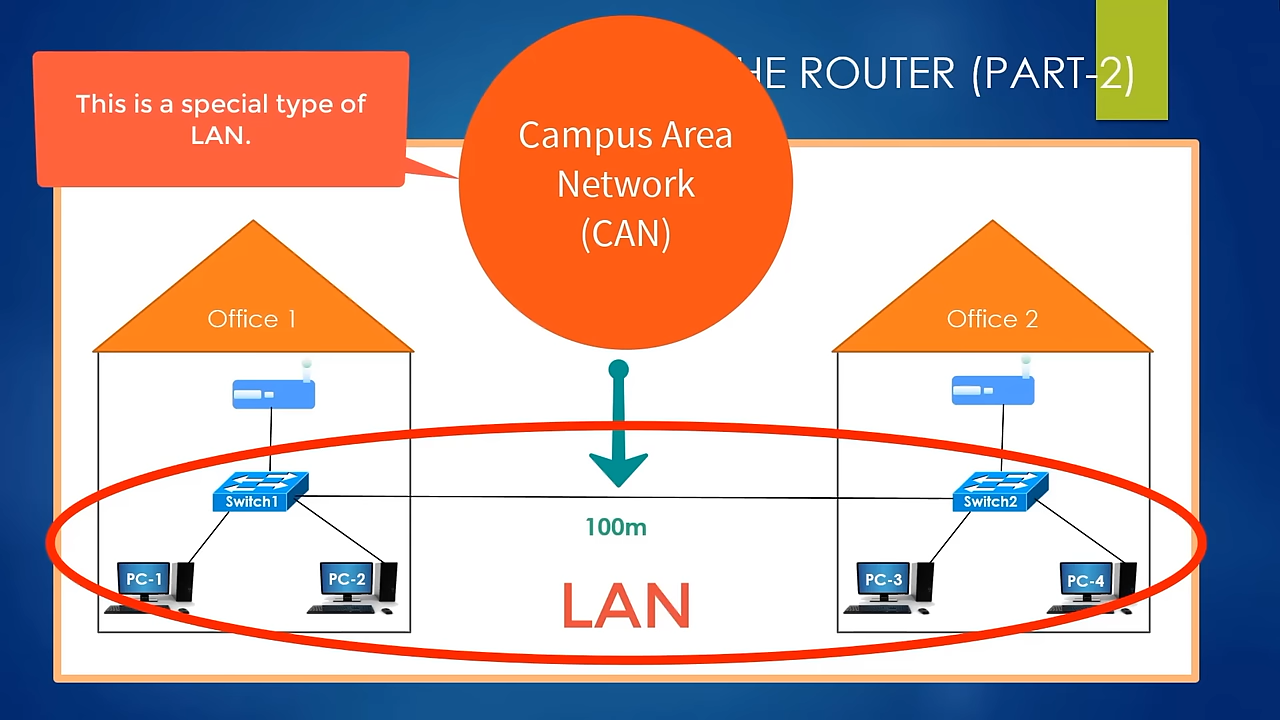 HE ROUTER (PART-2)
This is a special type of
LAN.
Campus Area
Network
(CAN)
Office 1
Office 2
Switch1
Switch2
100m
PC-1
PC-2
PC-3
PC-4
LAN